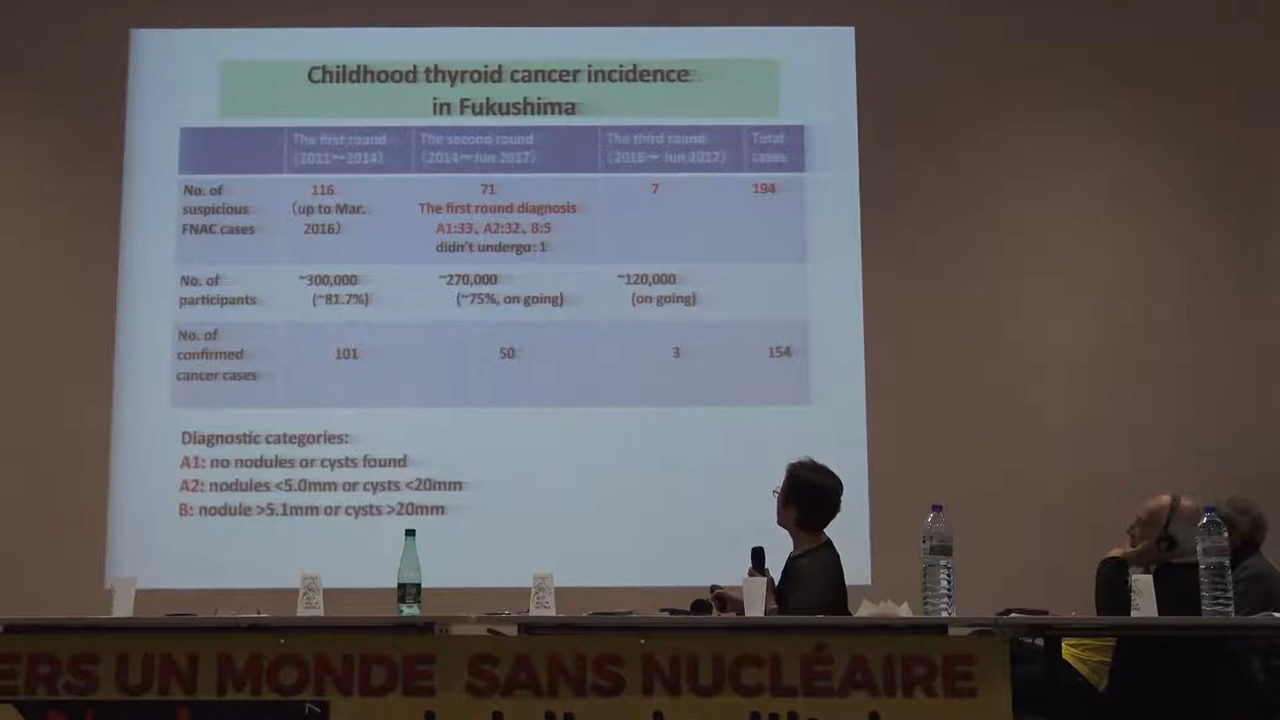 Childhood thyroid cancer incidence
in Fukushima
The first round
(2011～2014)
The second round
(2014～Jun 2017)
The third round
(2016～ Jun 2017)
Total
cases
No. of
suspicious
FNAC cases
116
(up to Mar.
2016)
71
The first round diagnosis
A1:33、A2:32、B:5
didn't undergo:1
7
194
No. of
participants
~300,000
(~81.7%)
~270,000
(~75%, on going)
~120,000
(on going)
No. of
confirmed
cancer cases
101
50
3
154
Diagnostic categories:
A1: no nodules or cysts found
A2: nodules <5.0mm or cysts <20mm
B: nodule >5.1mm or cysts >20mm
ERS UN MONDE SANS NUCLÉAIRE